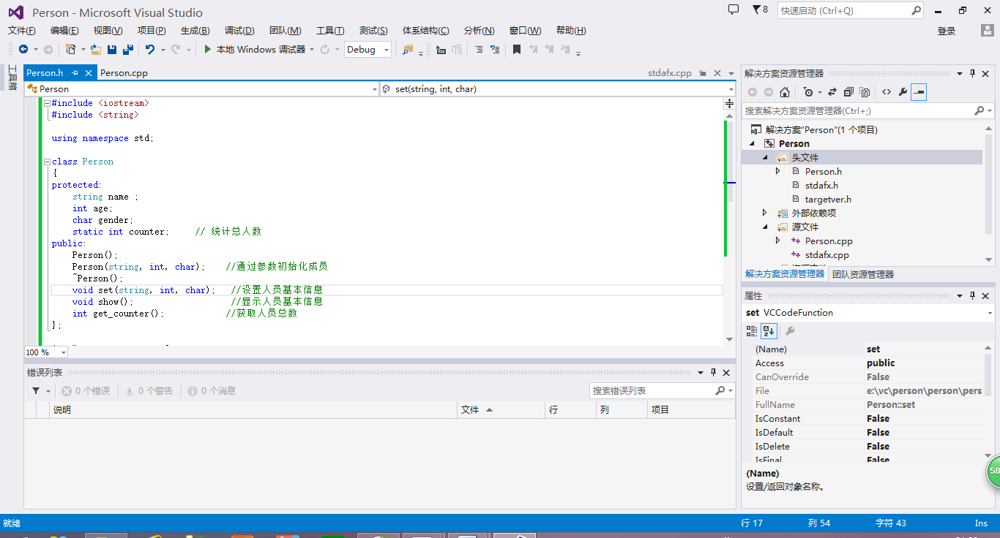 Person - Microsoft Visual Studio
8
快速启动 (Ctrl+Q)
文件(F) 编辑(E) 视图(V) 项目(P) 生成(B) 调试(D) 团队(M) 工具(T) 测试(S) 体系结构(C) 分析(N) 窗口(W) 帮助(H)
登录
本地 Windows 调试器 Debug
工具箱
Person.h Person.cpp stdafx.cpp
Person set(string, int, char)
#include <iostream>
#include <string>
using namespace std;
class Person
{
protected:
string name ;
int age;
char gender;
static int counter; // 统计总人数
public:
Person();
Person(string, int, char); //通过参数初始化成员
~Person();
void set(string, int, char); //设置人员基本信息
void show(); //显示人员基本信息
int get_counter(); //获取人员总数
};
100 %
错误列表
0 个错误 0 个警告 0 个消息
搜索错误列表
说明 文件 行 列 项目
解决方案资源管理器
搜索解决方案资源管理器(Ctrl+;)
解决方案"Person"(1 个项目)
Person
头文件
Person.h
stdafx.h
targetver.h
外部依赖项
源文件
Person.cpp
stdafx.cpp
解决方案资源管理器 团队资源管理器
属性
set VCCodeFunction
(Name) set
Access public
CanOverride False
File e:\vc\person\person\pers
FullName Person::set
IsConstant False
IsDefault False
IsDelete False
IsFinal False
(Name)
设置/返回对象名称。
58
就绪
行 17 列 54 字符 43 Ins